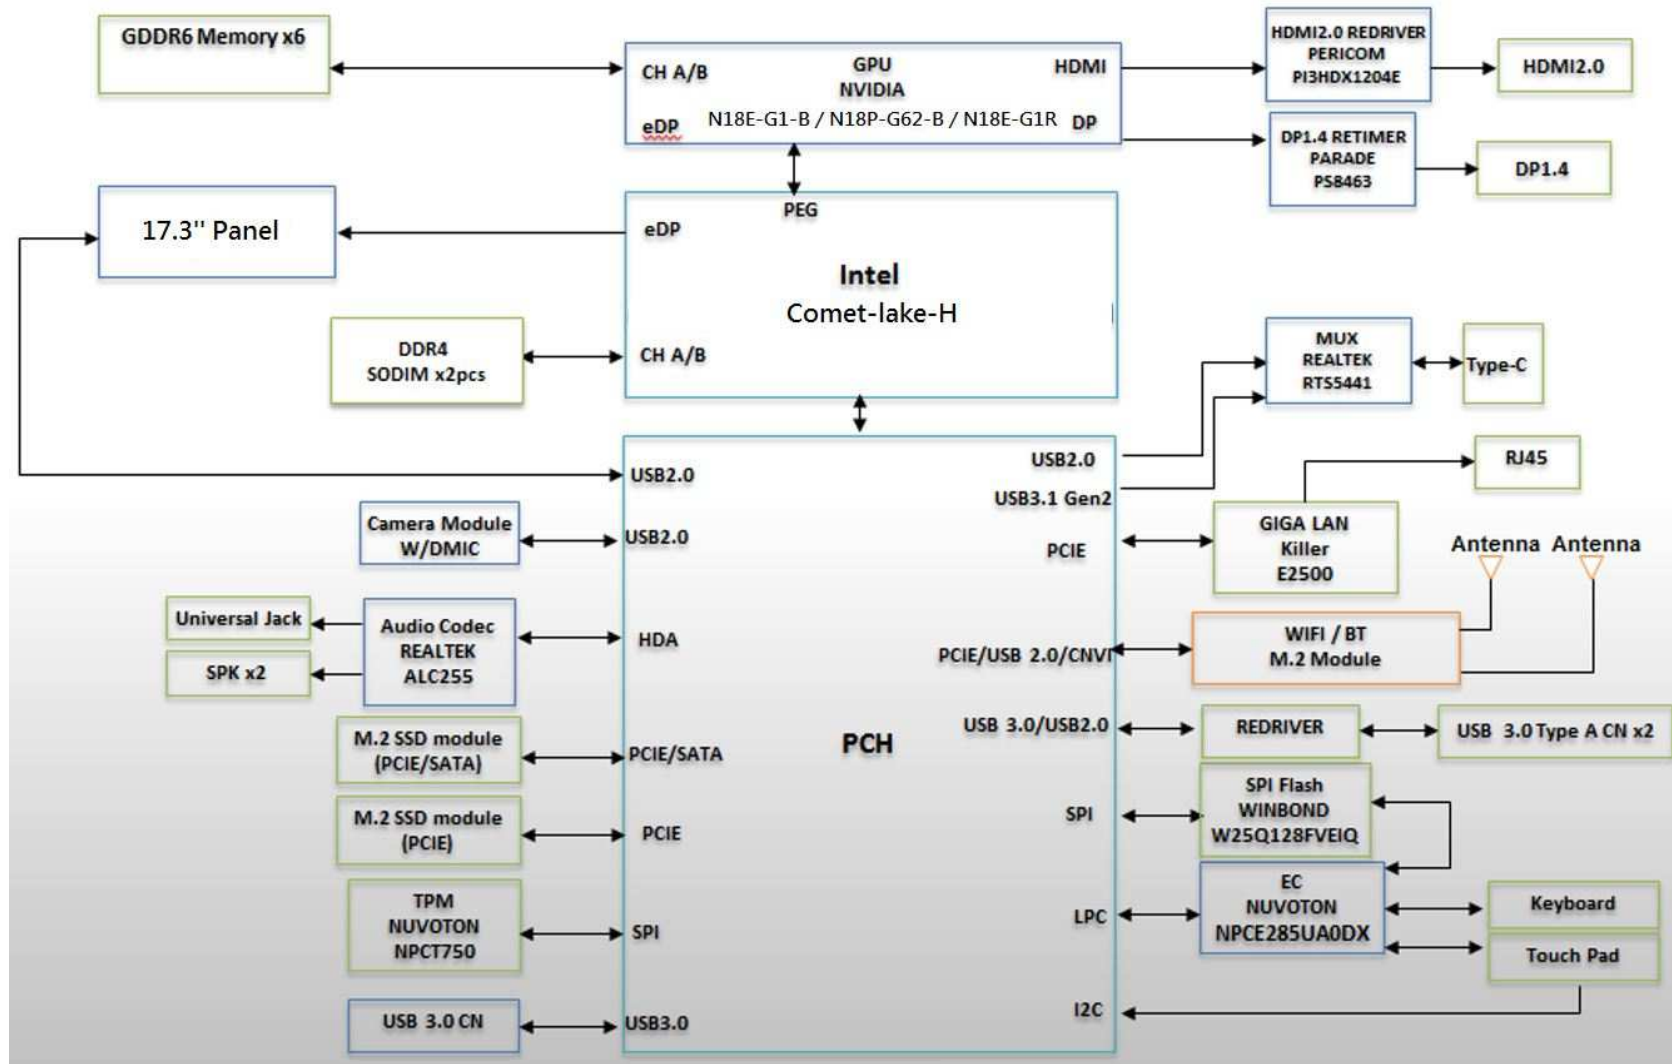 GDDR6 Memory x6
CH A/B
eDP
GPU
NVIDIA
N18E-G1-B / N18P-G62-B / N18E-G1R
HDMI
DP
HDMI2.0 REDRIVER
PERICOM
PI3HDX1204E
HDMI2.0
DP1.4 RETIMER
PARADE
PS8463
DP1.4
17.3'' Panel
PEG
eDP
Intel
Comet-lake-H
CH A/B
DDR4
SODIM x2pcs
MUX
REALTEK
RTS5441
Type-C
USB2.0
USB2.0
USB3.1 Gen2
RJ45
Camera Module
W/DMIC
USB2.0
PCIE
GIGA LAN
Killer
E2500
Antenna
Antenna
Universal Jack
SPK x2
Audio Codec
REALTEK
ALC255
HDA
PCIE/USB 2.0/CNVI
WIFI / BT
M.2 Module
M.2 SSD module
(PCIE/SATA)
PCIE/SATA
PCH
USB 3.0/USB2.0
REDRIVER
USB 3.0 Type A CN x2
M.2 SSD module
(PCIE)
PCIE
SPI
SPI Flash
WINBOND
W25Q128FVEIQ
TPM
NUVOTON
NPCT750
SPI
LPC
EC
NUVOTON
NPCE285UA0DX
Keyboard
Touch Pad
USB 3.0 CN
USB3.0
I2C